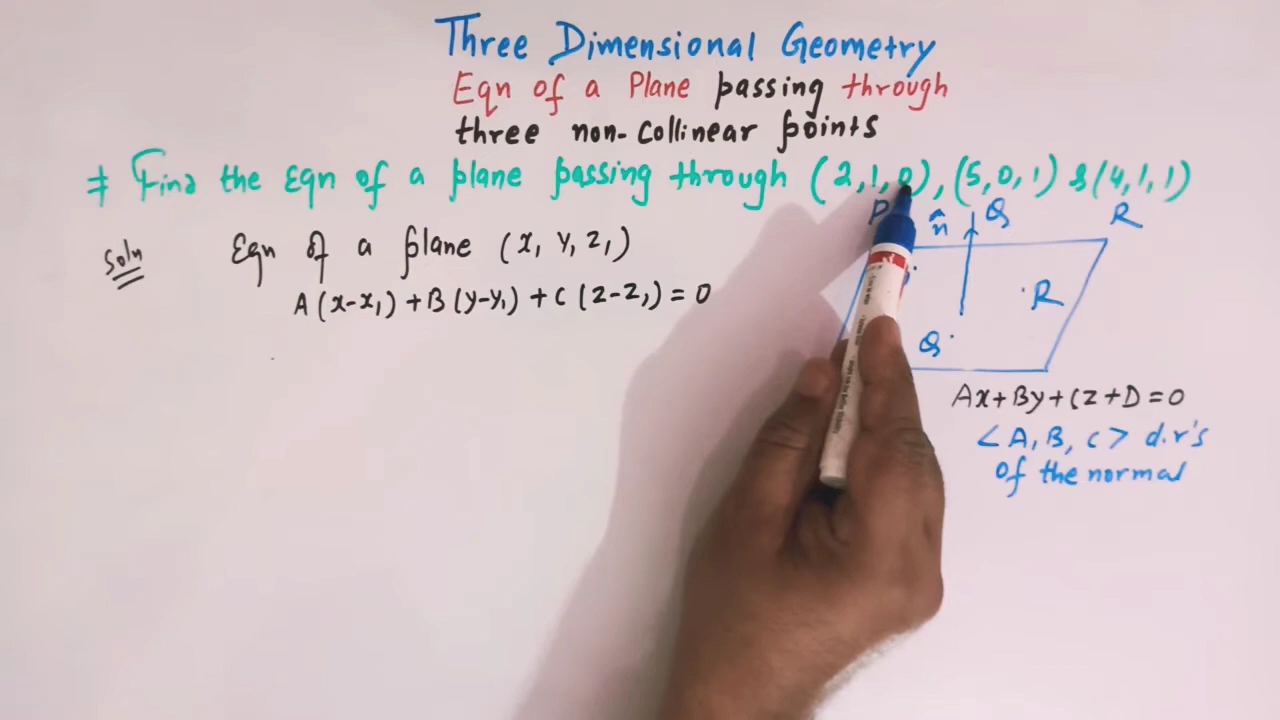 Three Dimensional Geometry
Eqn of a Plane passing through
three non-Collinear points
# Find the Eqn of a plane passing through (2,1,0), (5,0,1) & (4,1,1)
P n̂ Q R
Soln Eqn of a plane (x, y, z₁)
A(x-x₁) + B(y-y₁) + C(z-z₁) = 0
R
Q
Ax+By+Cz+D=0
<A, B, C> d.r's
of the normal